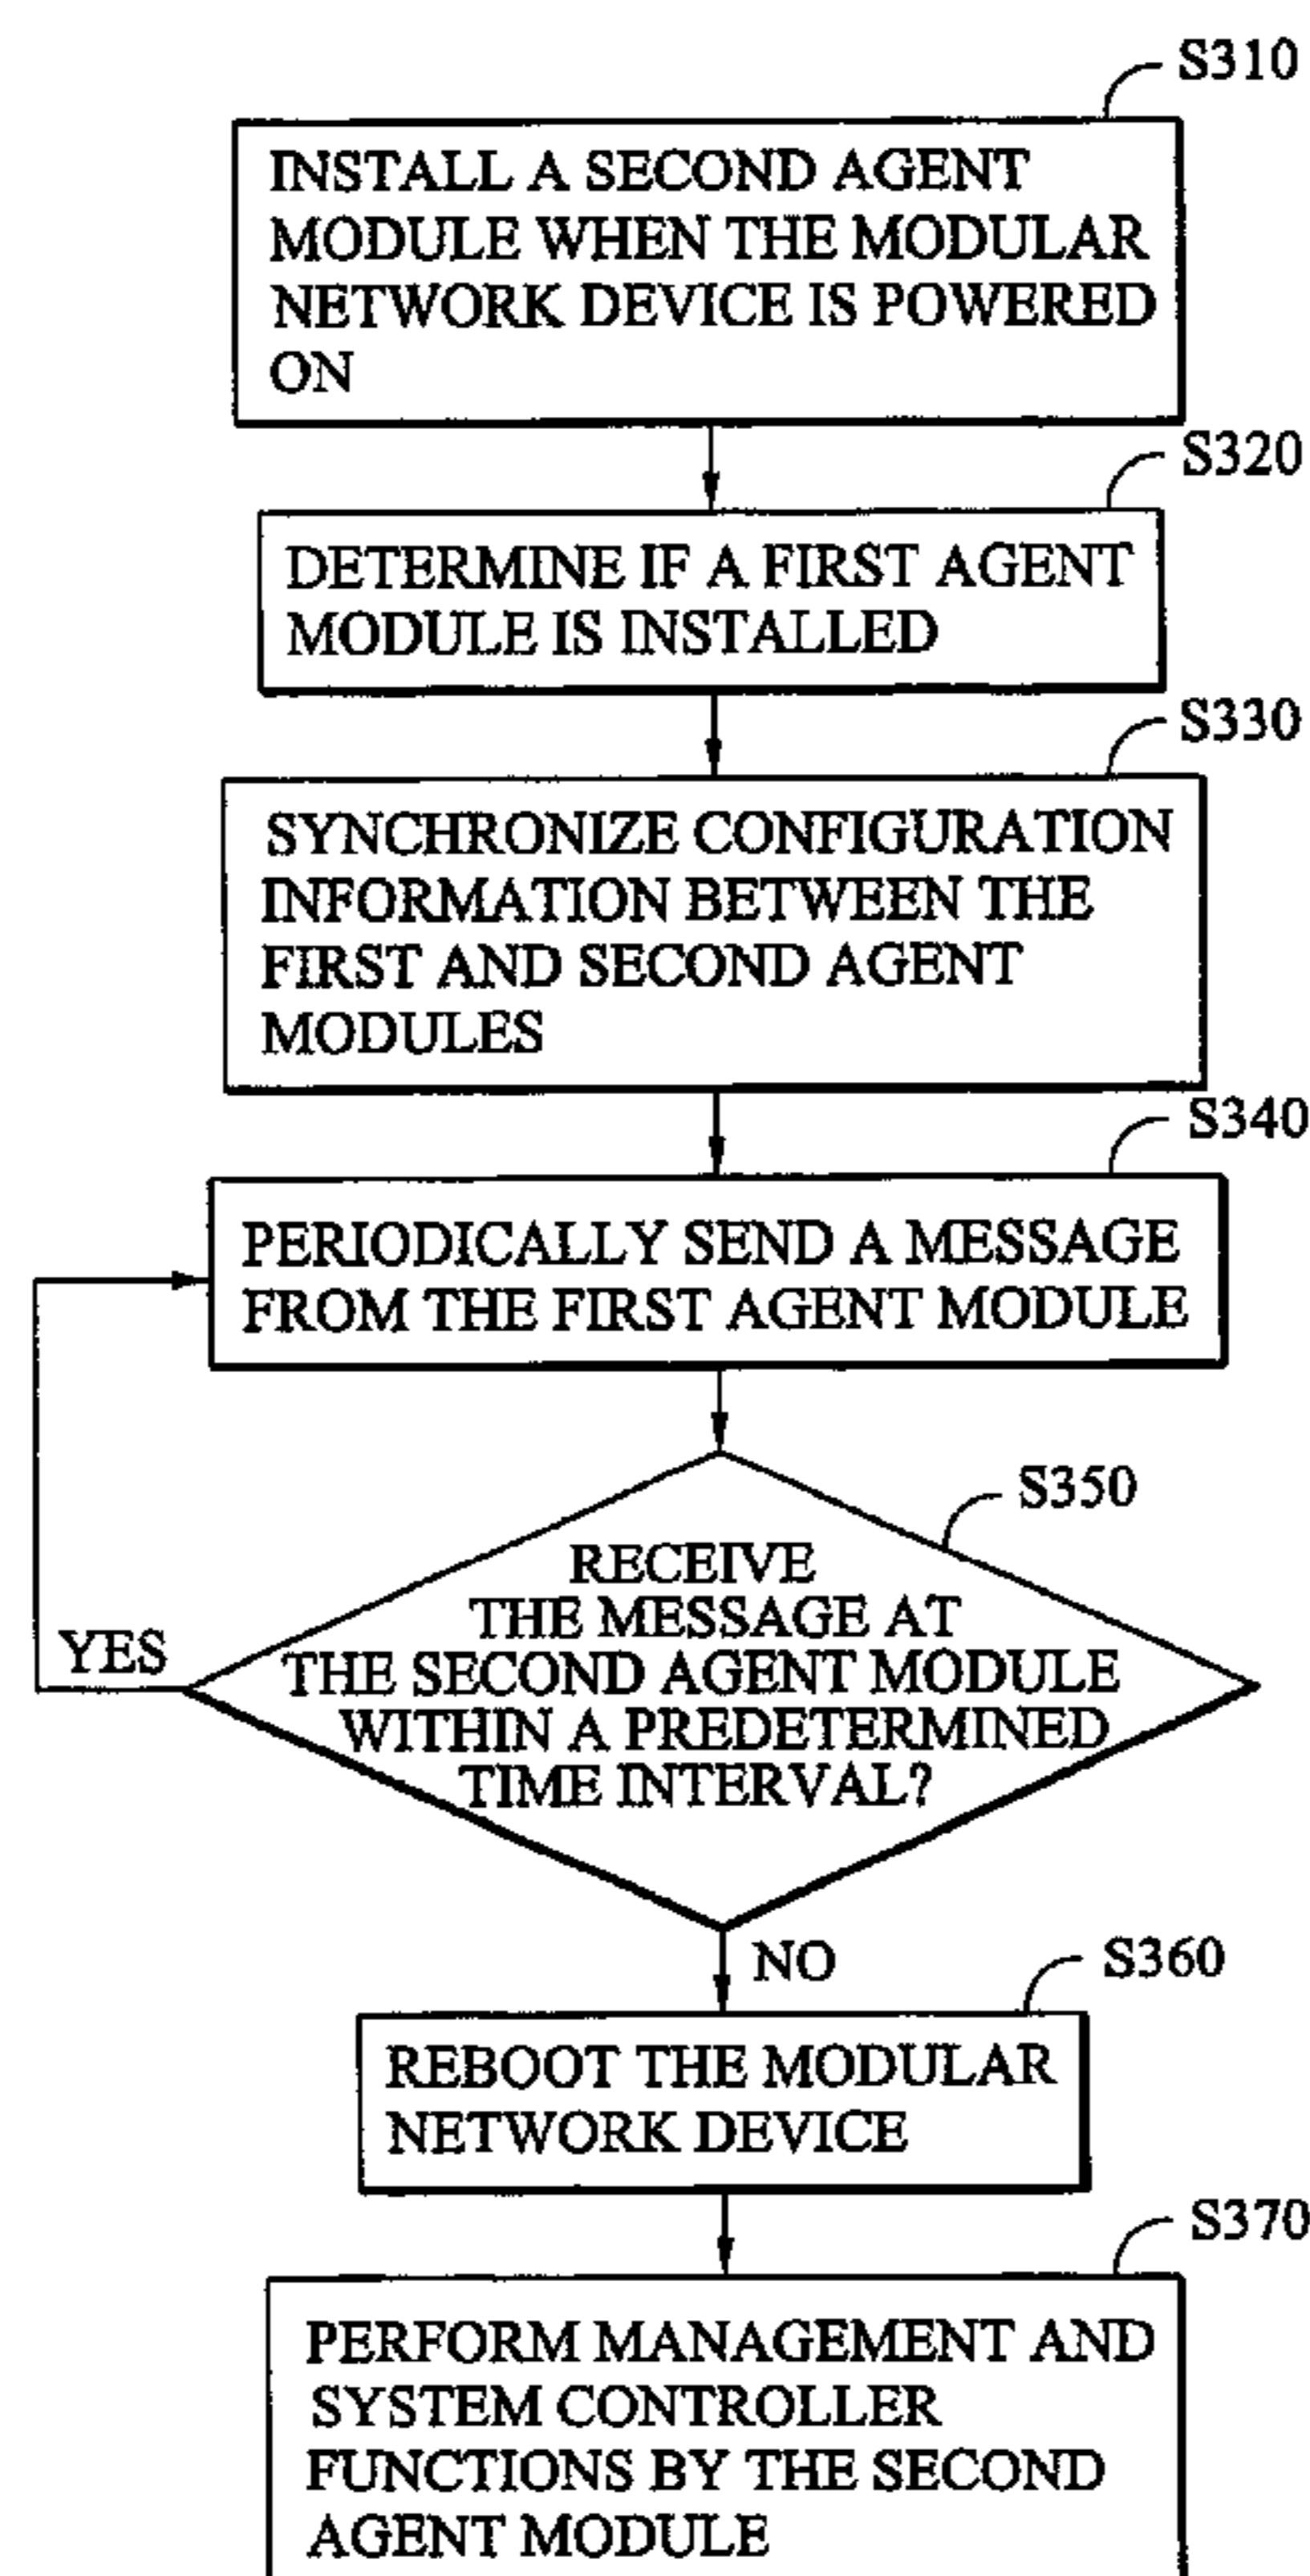 S310
INSTALL A SECOND AGENT
MODULE WHEN THE MODULAR
NETWORK DEVICE IS POWERED
ON
S320
DETERMINE IF A FIRST AGENT
MODULE IS INSTALLED
S330
SYNCHRONIZE CONFIGURATION
INFORMATION BETWEEN THE
FIRST AND SECOND AGENT
MODULES
S340
PERIODICALLY SEND A MESSAGE
FROM THE FIRST AGENT MODULE
S350
RECEIVE
THE MESSAGE AT
THE SECOND AGENT MODULE
WITHIN A PREDETERMINED
TIME INTERVAL?
YES
NO
S360
REBOOT THE MODULAR
NETWORK DEVICE
S370
PERFORM MANAGEMENT AND
SYSTEM CONTROLLER
FUNCTIONS BY THE SECOND
AGENT MODULE